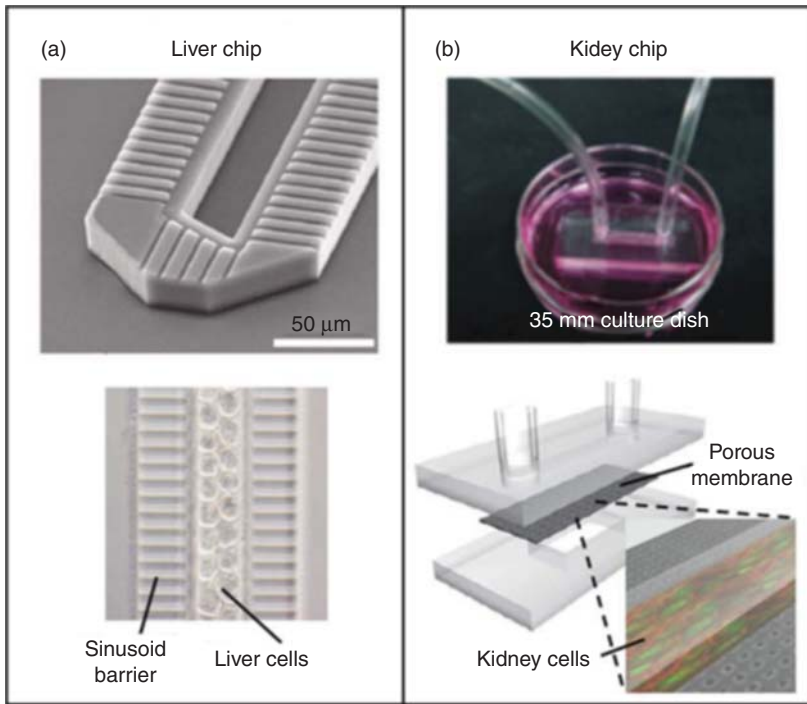 (a)
Liver chip
50 µm
Sinusoid
barrier
Liver cells
(b)
Kidey chip
35 mm culture dish
Porous
membrane
Kidney cells